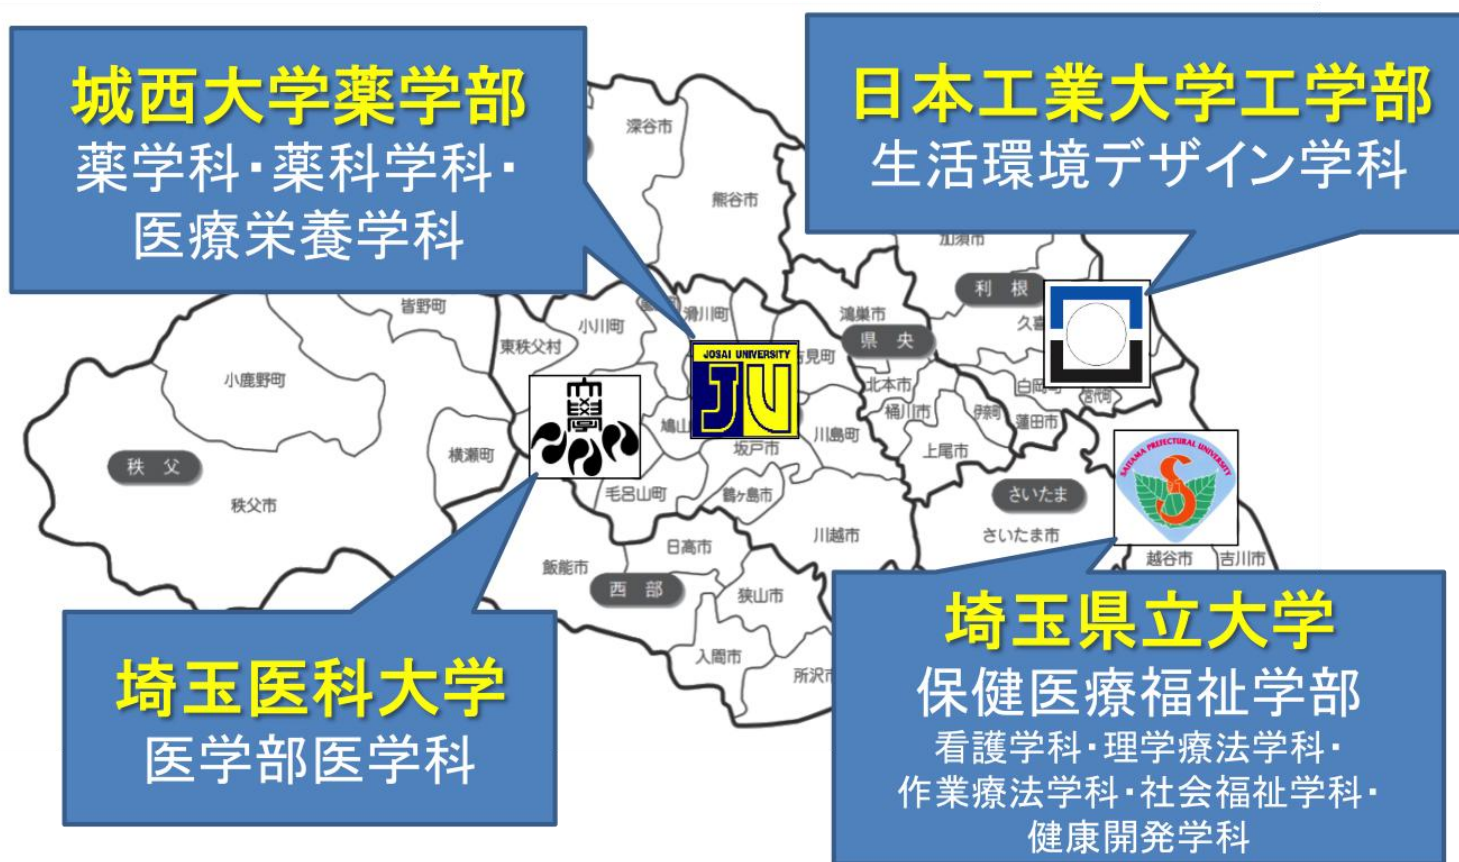 城西大学薬学部
薬学科・薬科学科・
医療栄養学科
日本工業大学工学部
生活環境デザイン学科
深谷市
熊谷市
加須市
利根
皆野町
小川町
滑川町
鴻巣市
久喜
県央
東秩父村
JOSAI UNIVERSITY
JU
吉見町
小鹿野町
北本市
白岡町
宮代町
桶川市
伊奈町
蓮田市
鳩山
川島町
横瀬町
坂戸市
上尾市
SAITAMA PREFECTURAL UNIVERSITY
秩父
毛呂山町
鶴ヶ島市
さいたま
秩父市
川越市
さいたま市
日高市
越谷市
吉川市
飯能市
西部
狭山市
入間市
所沢市
埼玉医科大学
医学部医学科
埼玉県立大学
保健医療福祉学部
看護学科・理学療法学科・
作業療法学科・社会福祉学科・
健康開発学科